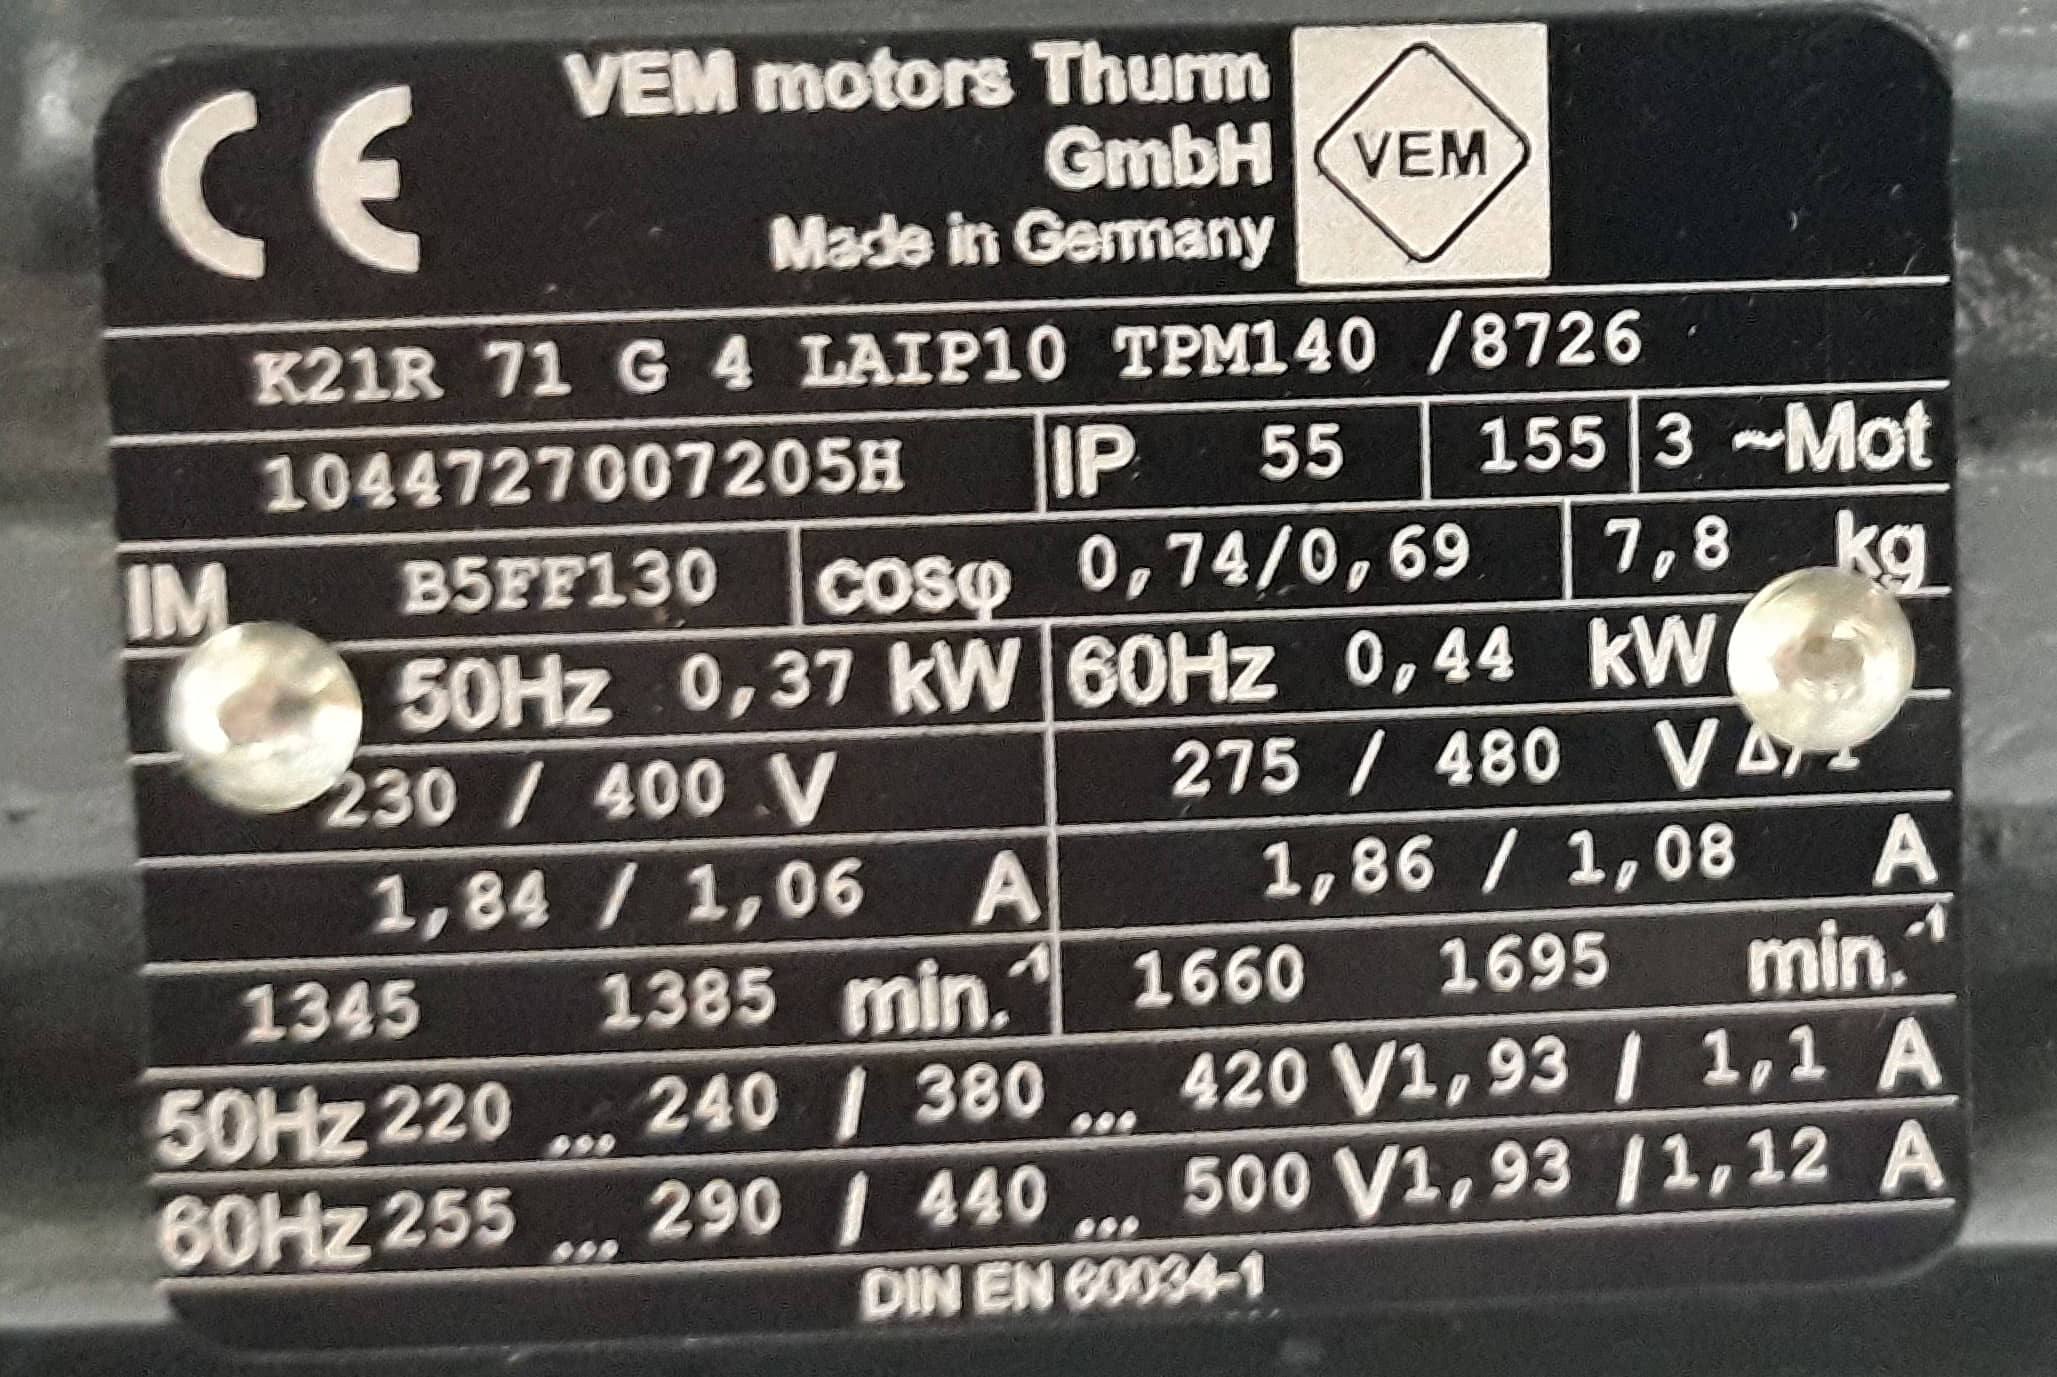 CE
VEM motors Thurm
GmbH
Made in Germany
VEM
K21R 71 G 4 LAIP10 TPM140 /8726
1044727007205H IP 55 155 3 ~Mot
IM B5FF130 cosφ 0,74/0,69 7,8 kg
50Hz 0,37 kW 60Hz 0,44 kW
230 / 400 V 275 / 480 V Δ/
1,84 / 1,06 A 1,86 / 1,08 A
1345 1385 min.⁻¹ 1660 1695 min.⁻¹
50Hz 220 ... 240 / 380 ... 420 V 1,93 / 1,1 A
60Hz 255 ... 290 / 440 ... 500 V 1,93 / 1,12 A
DIN EN 60034-1